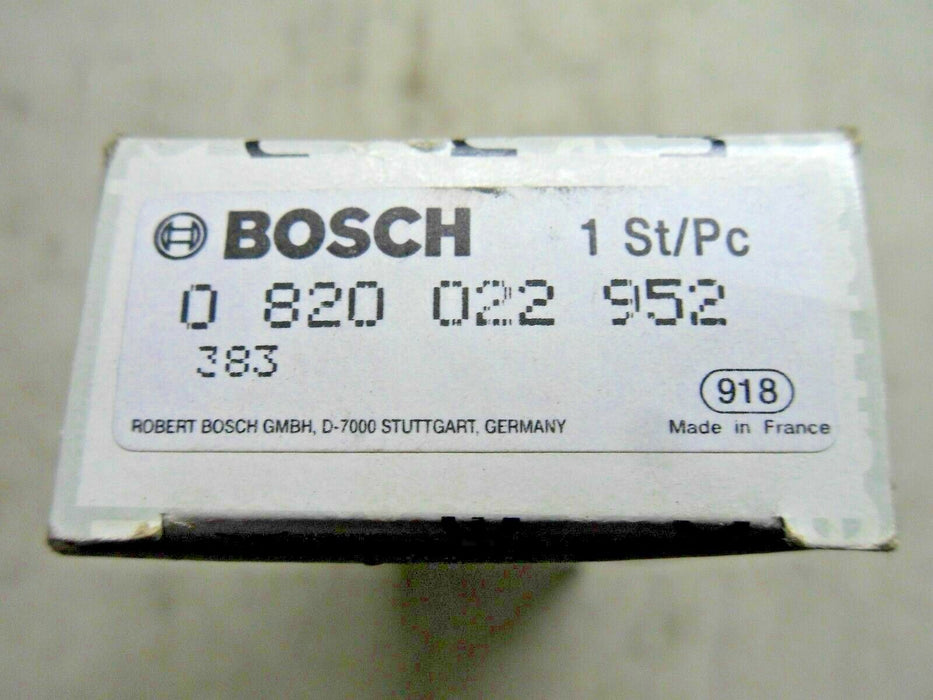 BOSCH 1 St/Pc
0 820 022 952
383
918
ROBERT BOSCH GMBH, D-7000 STUTTGART, GERMANY Made in France